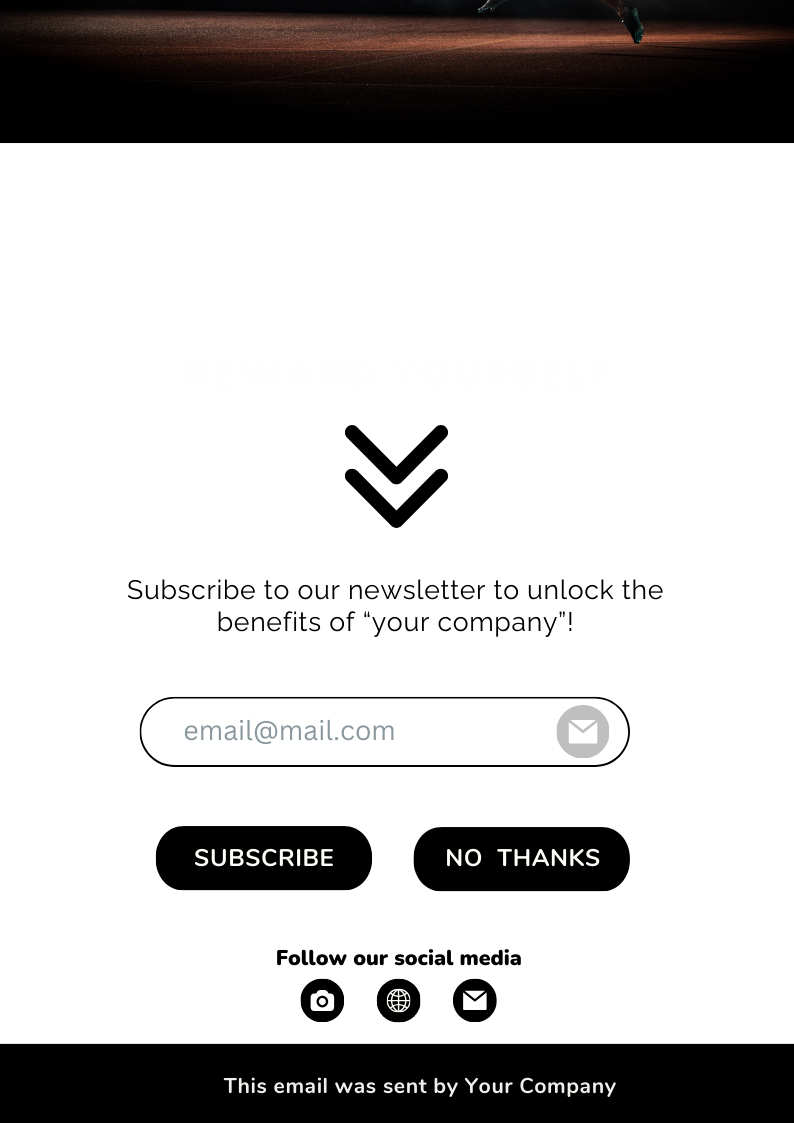 REWARD YOURSELF
Subscribe to our newsletter to unlock the
benefits of “your company”!
email@mail.com
SUBSCRIBE
NO THANKS
Follow our social media
This email was sent by Your Company